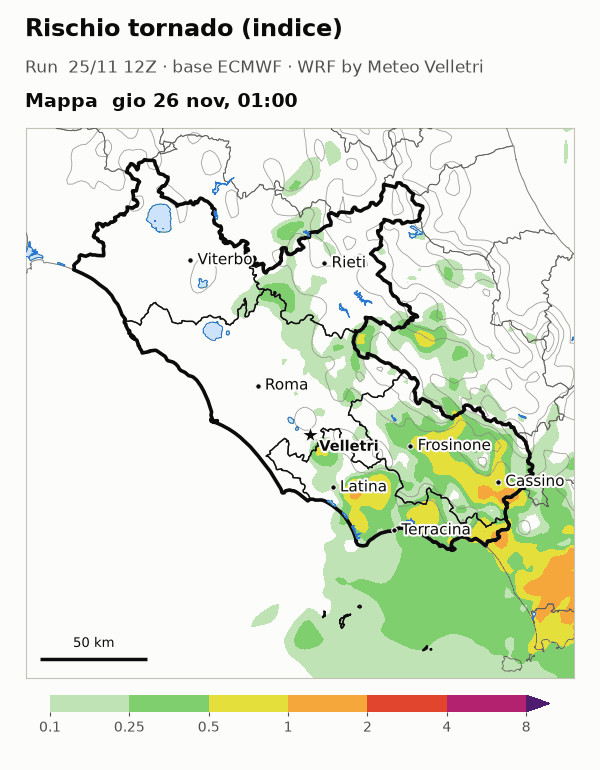 Rischio tornado (indice)
Run  25/11 12Z · base ECMWF · WRF by Meteo Velletri
Mappa  gio 26 nov, 01:00
Viterbo
Rieti
Roma
Velletri
Frosinone
Cassino
Latina
Terracina
50 km
0.1 0.25 0.5 1 2 4 8